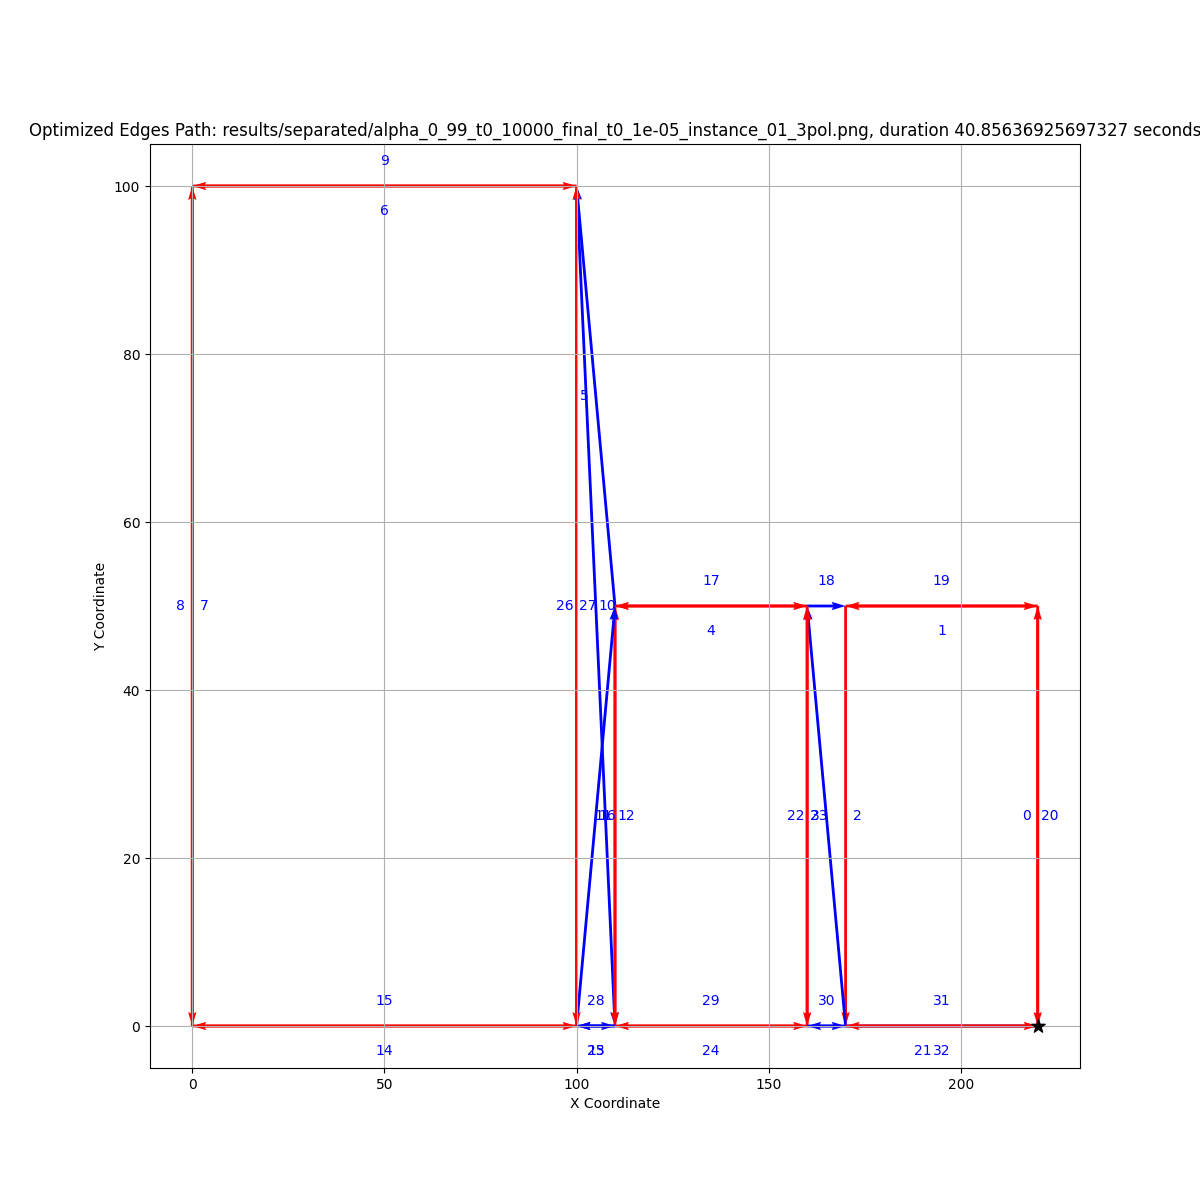 Optimized Edges Path: results/separated/alpha_0_99_t0_10000_final_t0_1e-05_instance_01_3pol.png, duration 40.85636925697327 seconds
9
100
6
80
5
60
17 18 19
8 7 26 27 10
4 1
Y Coordinate
40
12 22 2 0 20
20
15 28 29 30 31
0
14 24 21 32
0 50 100 150 200
X Coordinate